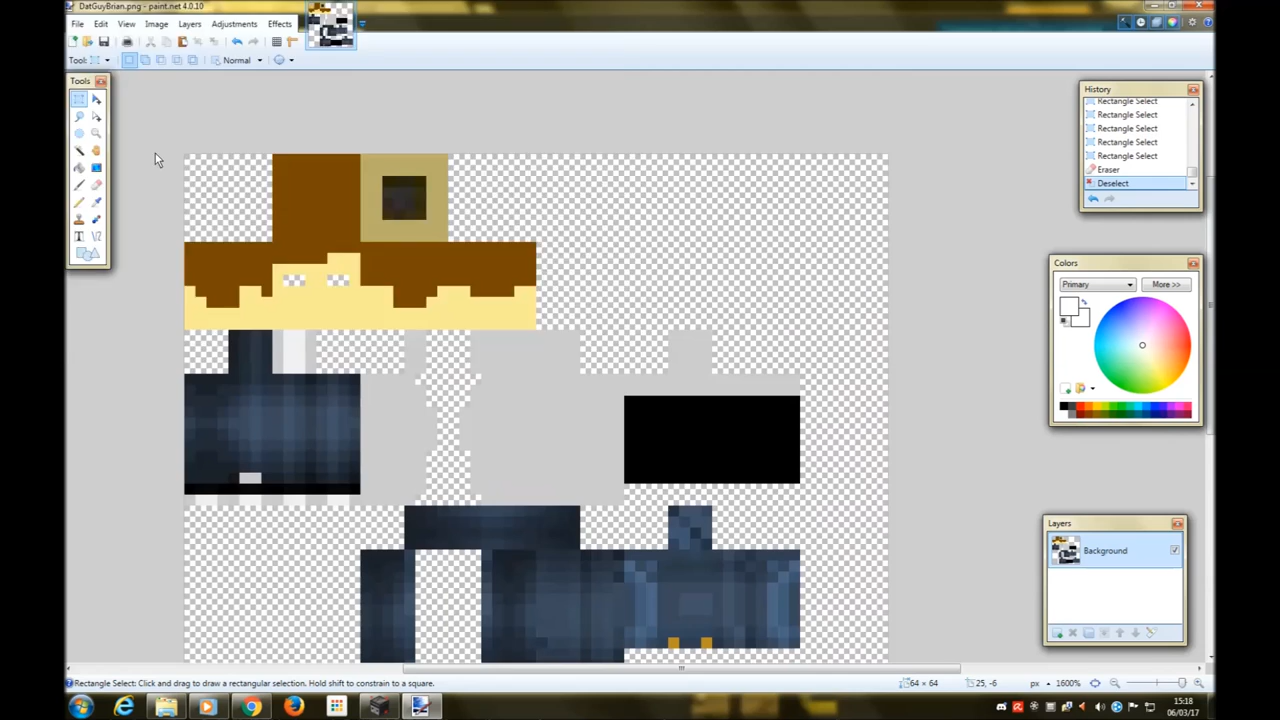 DatGuyBrian.png - paint.net 4.0.10
File Edit View Image Layers Adjustments Effects
Tool: Normal
Tools
History
Rectangle Select
Rectangle Select
Rectangle Select
Rectangle Select
Rectangle Select
Eraser
Deselect
Colors
Primary More >>
Layers
Background
Rectangle Select: Click and drag to draw a rectangular selection. Hold shift to constrain to a square.
64 × 64 25, -6 px 1600%
15:18
06/03/17